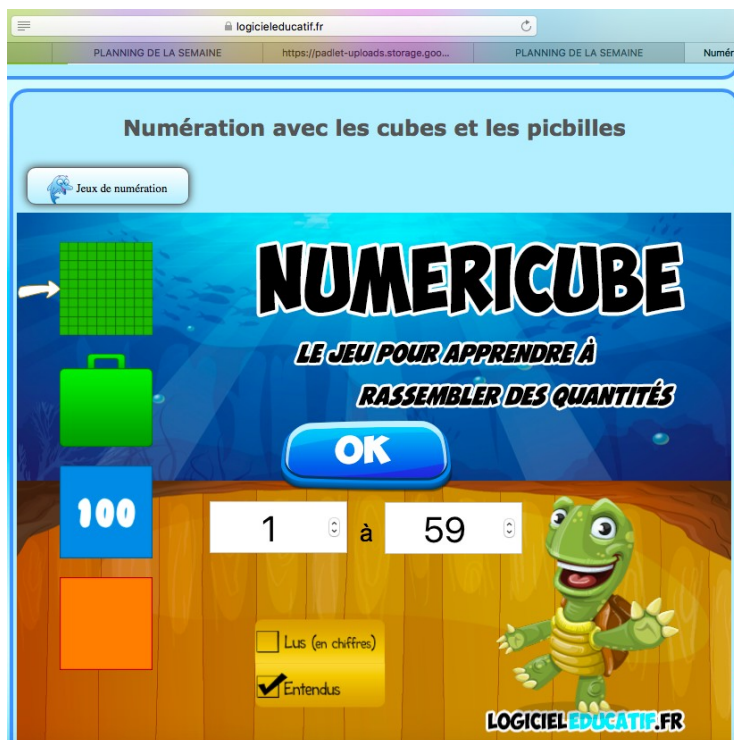 logicieleducatif.fr
PLANNING DE LA SEMAINE
https://padlet-uploads.storage.goo...
PLANNING DE LA SEMAINE
Numér
Numération avec les cubes et les picbilles
Jeux de numération
NUMERICUBE
LE JEU POUR APPRENDRE À
RASSEMBLER DES QUANTITÉS
OK
100
1 à 59
Lus (en chiffres)
Entendus
LOGICIELEDUCATIF.FR